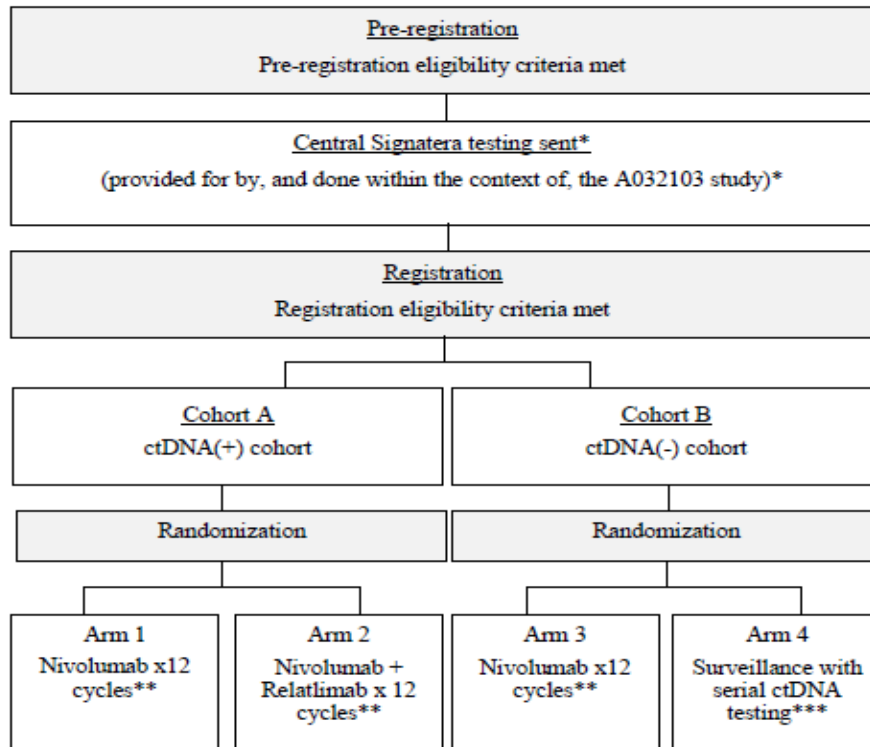 Pre-registration
Pre-registration eligibility criteria met
Central Signatera testing sent*
(provided for by, and done within the context of, the A032103 study)*
Registration
Registration eligibility criteria met
Cohort A
ctDNA(+) cohort
Cohort B
ctDNA(-) cohort
Randomization
Randomization
Arm 1
Nivolumab x12
cycles**
Arm 2
Nivolumab +
Relatlimab x 12
cycles**
Arm 3
Nivolumab x12
cycles**
Arm 4
Surveillance with
serial ctDNA
testing***